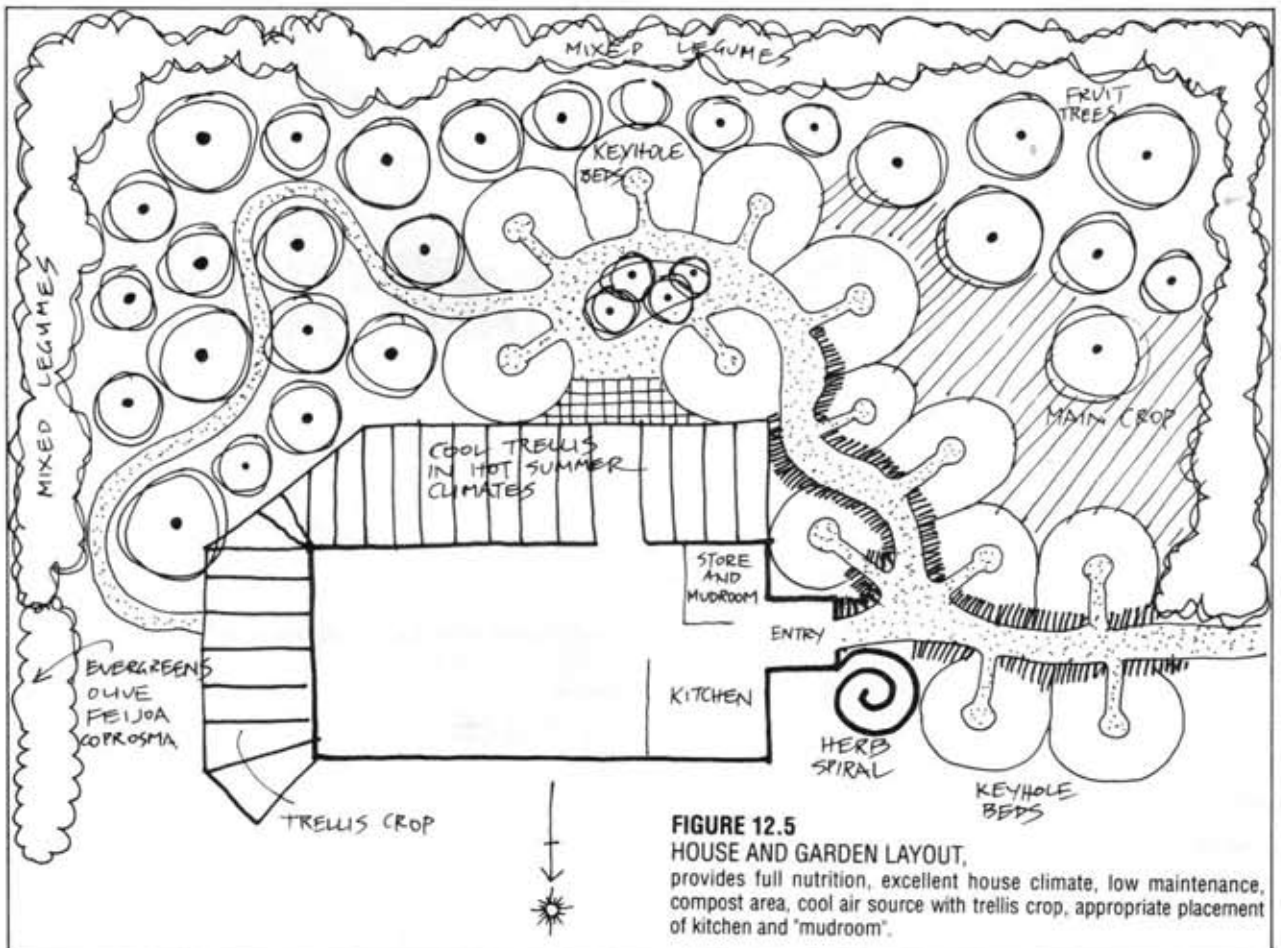 MIXED LEGUMES
FRUIT
TREES
KEYHOLE
BEDS
MIXED LEGUMES
MAIN CROP
COOL TRELLIS
IN HOT SUMMER
CLIMATES
STORE
AND
MUDROOM
ENTRY
KITCHEN
EVERGREENS
OLIVE
FEIJOA
COPROSMA
HERB
SPIRAL
KEYHOLE
BEDS
TRELLIS CROP
FIGURE 12.5
HOUSE AND GARDEN LAYOUT,
provides full nutrition, excellent house climate, low maintenance,
compost area, cool air source with trellis crop, appropriate placement
of kitchen and "mudroom".